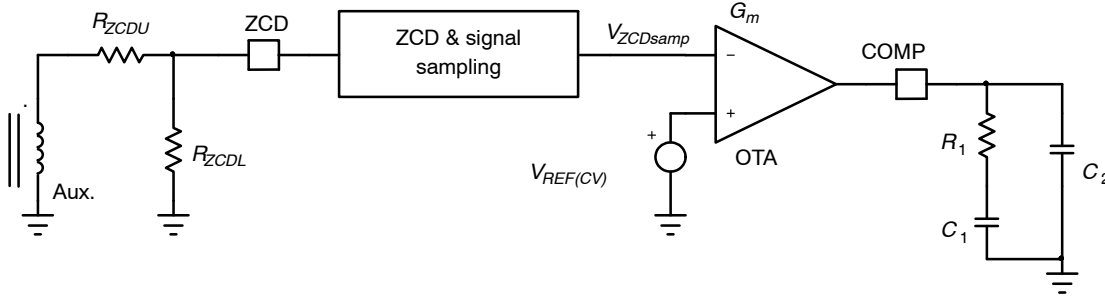 R_ZCDU
ZCD
ZCD & signal
sampling
V_ZCDsamp
G_m
COMP
−
+
OTA
+
V_REF(CV)
R_ZCDL
Aux.
R_1
C_1
C_2